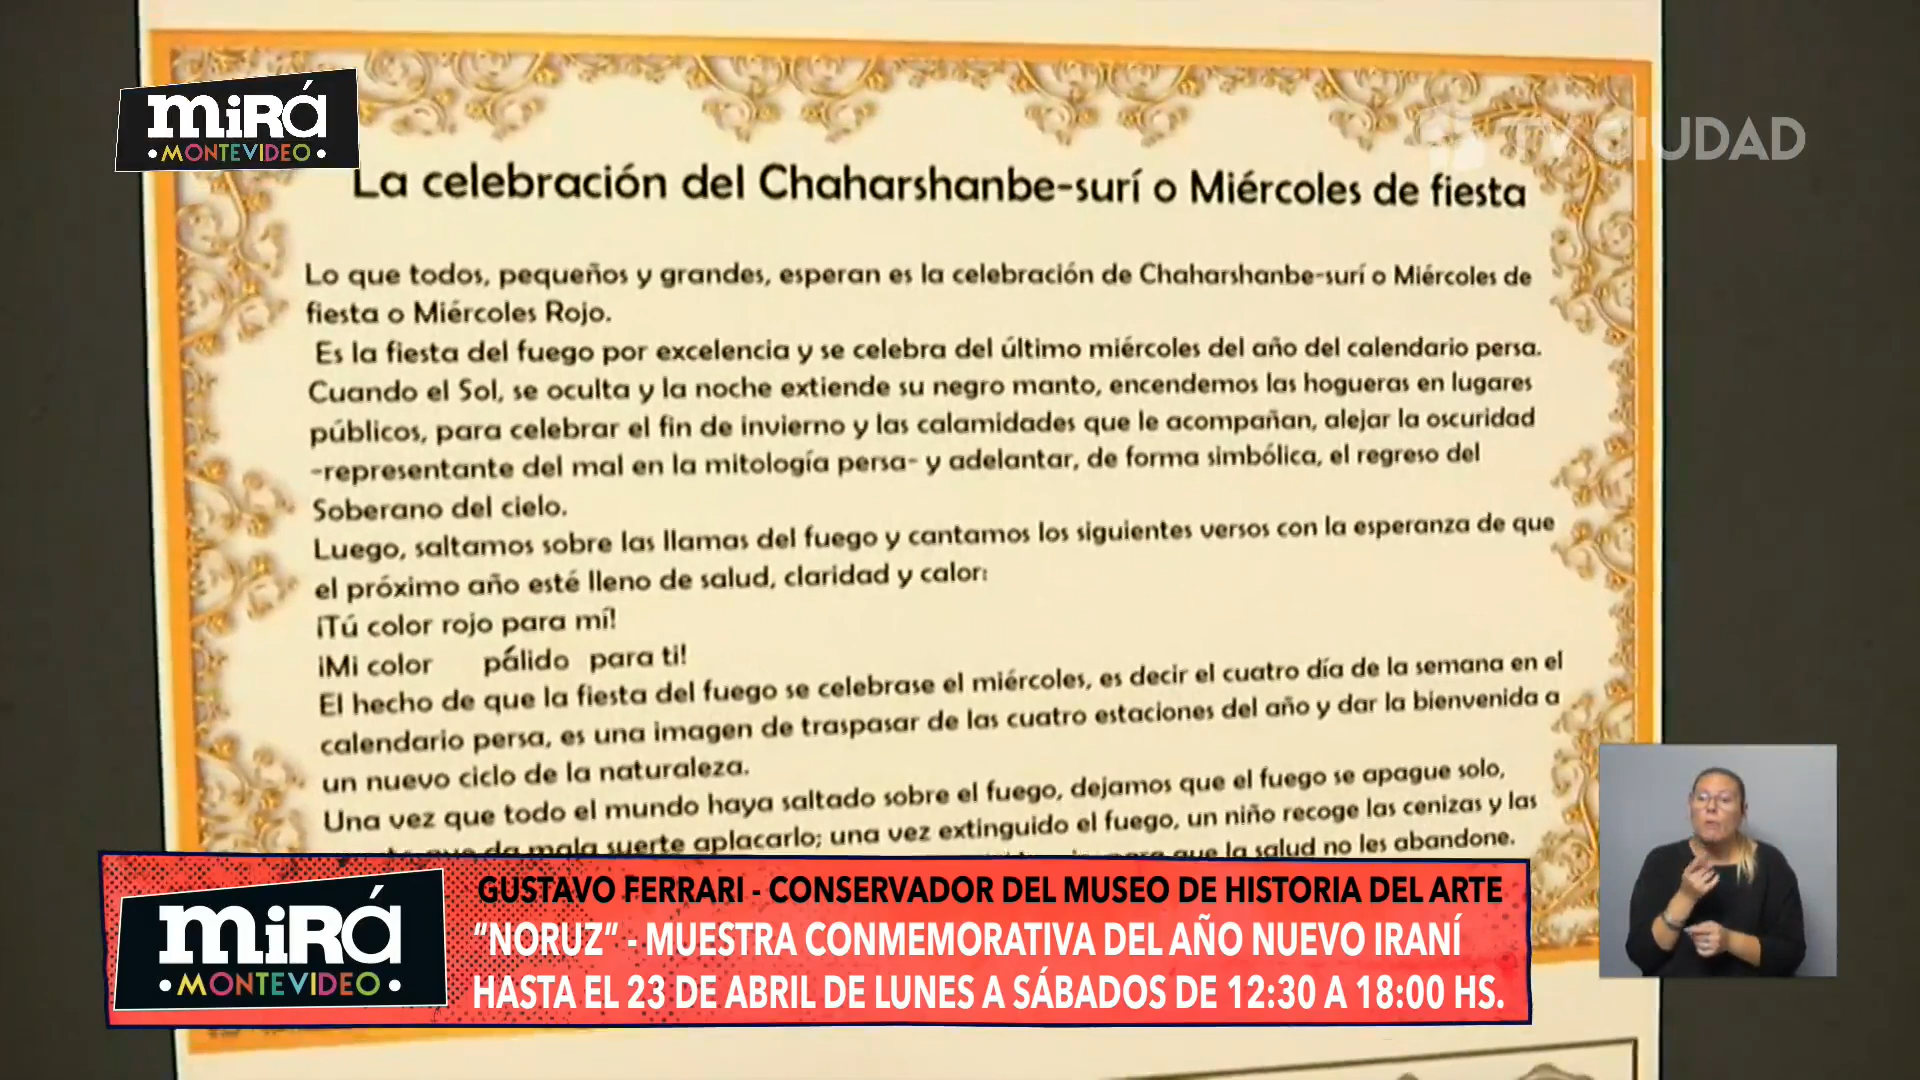 MiRÁ
•MONTEVIDEO•
TV CIUDAD
La celebración del Chaharshanbe-surí o Miércoles de fiesta
Lo que todos, pequeños y grandes, esperan es la celebración de Chaharshanbe-surí o Miércoles de
fiesta o Miércoles Rojo.
Es la fiesta del fuego por excelencia y se celebra del último miércoles del año del calendario persa.
Cuando el Sol, se oculta y la noche extiende su negro manto, encendemos las hogueras en lugares
públicos, para celebrar el fin de invierno y las calamidades que le acompañan, alejar la oscuridad
-representante del mal en la mitología persa- y adelantar, de forma simbólica, el regreso del
Soberano del cielo.
Luego, saltamos sobre las llamas del fuego y cantamos los siguientes versos con la esperanza de que
el próximo año esté lleno de salud, claridad y calor:
¡Tú color rojo para mí!
¡Mi color pálido para ti!
El hecho de que la fiesta del fuego se celebrase el miércoles, es decir el cuatro día de la semana en el
calendario persa, es una imagen de traspasar de las cuatro estaciones del año y dar la bienvenida a
un nuevo ciclo de la naturaleza.
Una vez que todo el mundo haya saltado sobre el fuego, dejamos que el fuego se apague solo,
que da mala suerte aplacarlo; una vez extinguido el fuego, un niño recoge las cenizas y las
para que la salud no les abandone.
MiRÁ
•MONTEVIDEO•
GUSTAVO FERRARI - CONSERVADOR DEL MUSEO DE HISTORIA DEL ARTE
“NORUZ“ - MUESTRA CONMEMORATIVA DEL AÑO NUEVO IRANÍ
HASTA EL 23 DE ABRIL DE LUNES A SÁBADOS DE 12:30 A 18:00 HS.